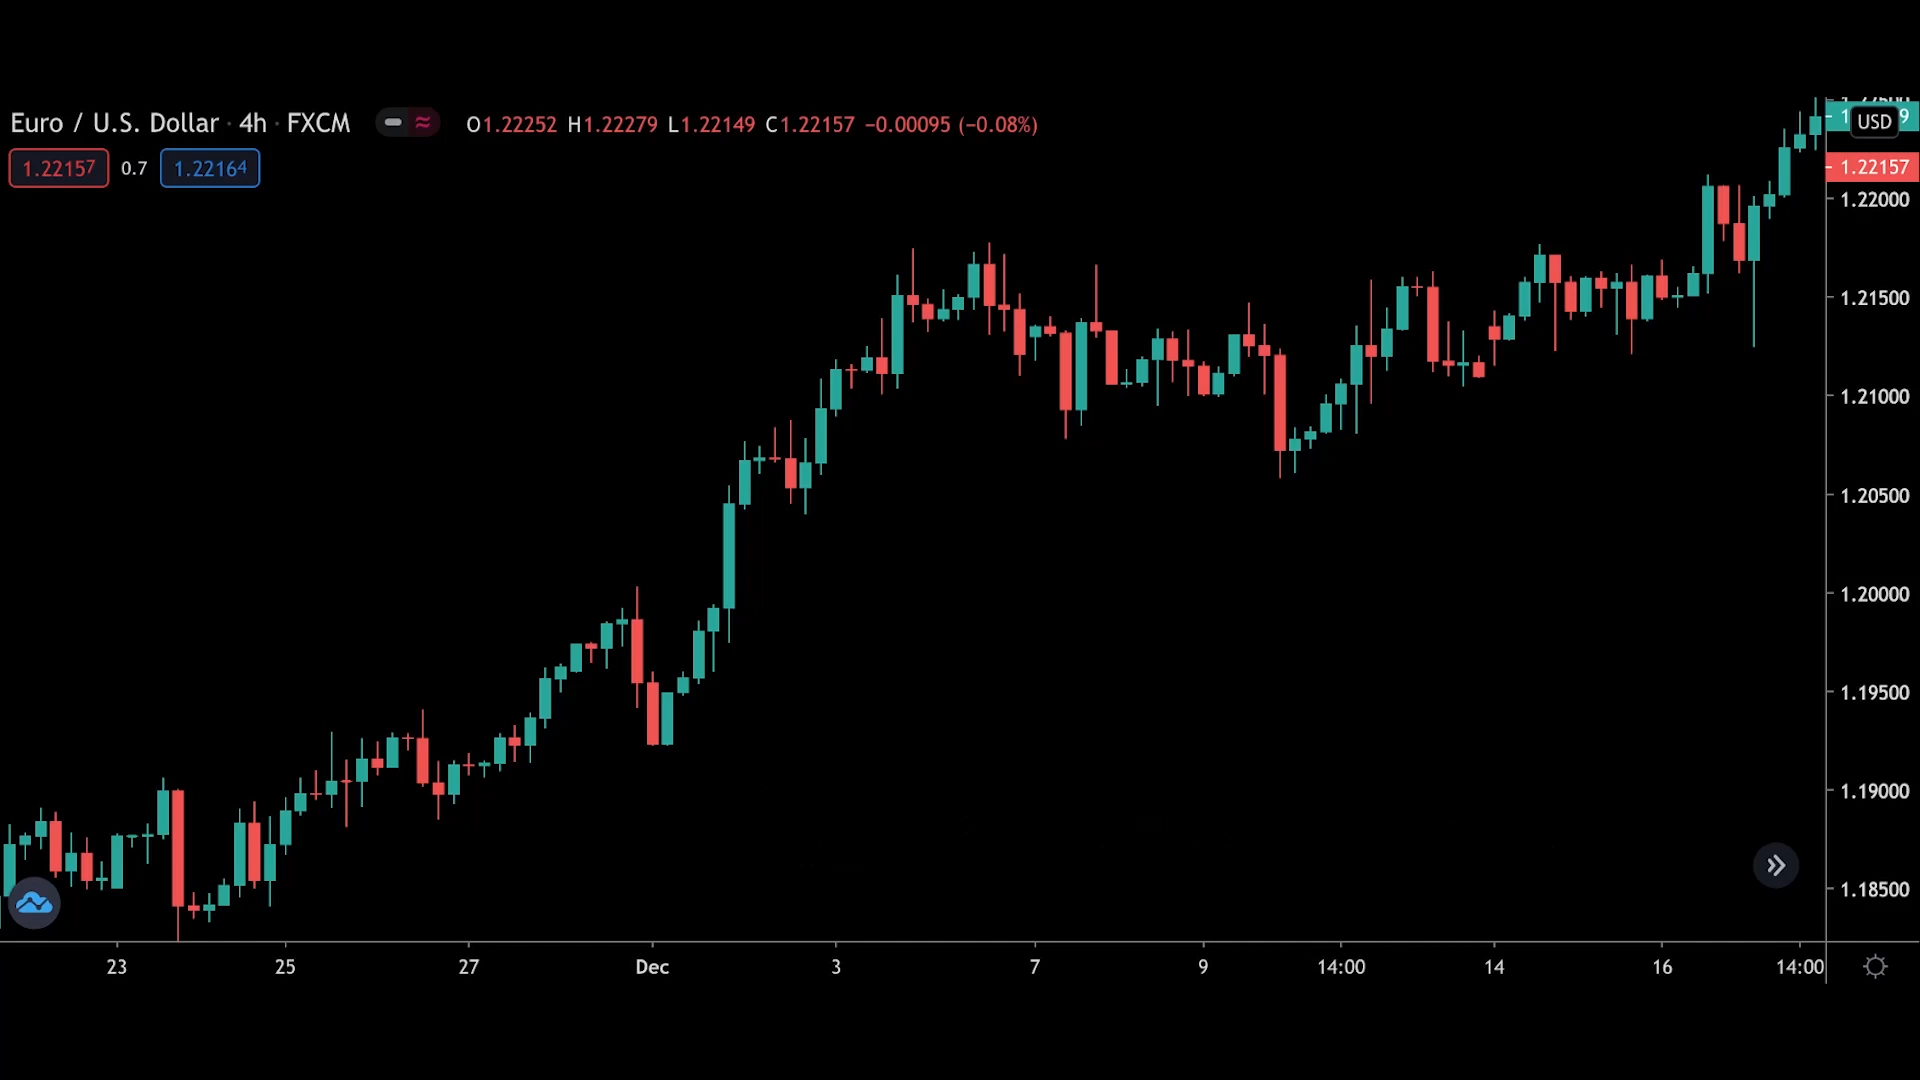 Euro / U.S. Dollar · 4h · FXCM O1.22252 H1.22279 L1.22149 C1.22157 −0.00095 (−0.08%)
1.22157 0.7 1.22164
USD
1.22157
1.22000
1.21500
1.21000
1.20500
1.20000
1.19500
1.19000
1.18500
23 25 27 Dec 3 7 9 14:00 14 16 14:00